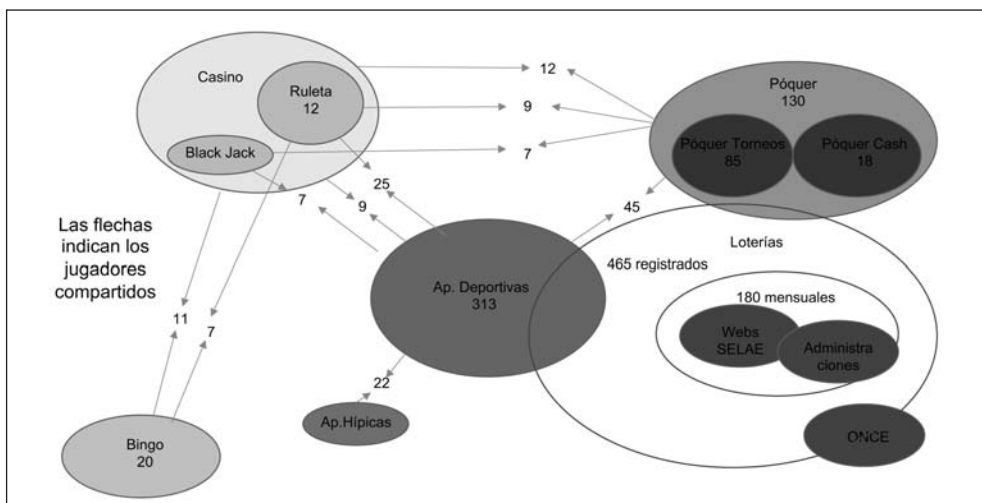 Casino
Ruleta
12
Black Jack
12
9
7
Póquer
130
Póquer Torneos
85
Póquer Cash
18
25
7
9
45
Las flechas
indican los
jugadores
compartidos
Loterías
465 registrados
Ap. Deportivas
313
180 mensuales
Webs
SELAE
Administra
ciones
11
7
22
Ap.Hípicas
Bingo
20
ONCE